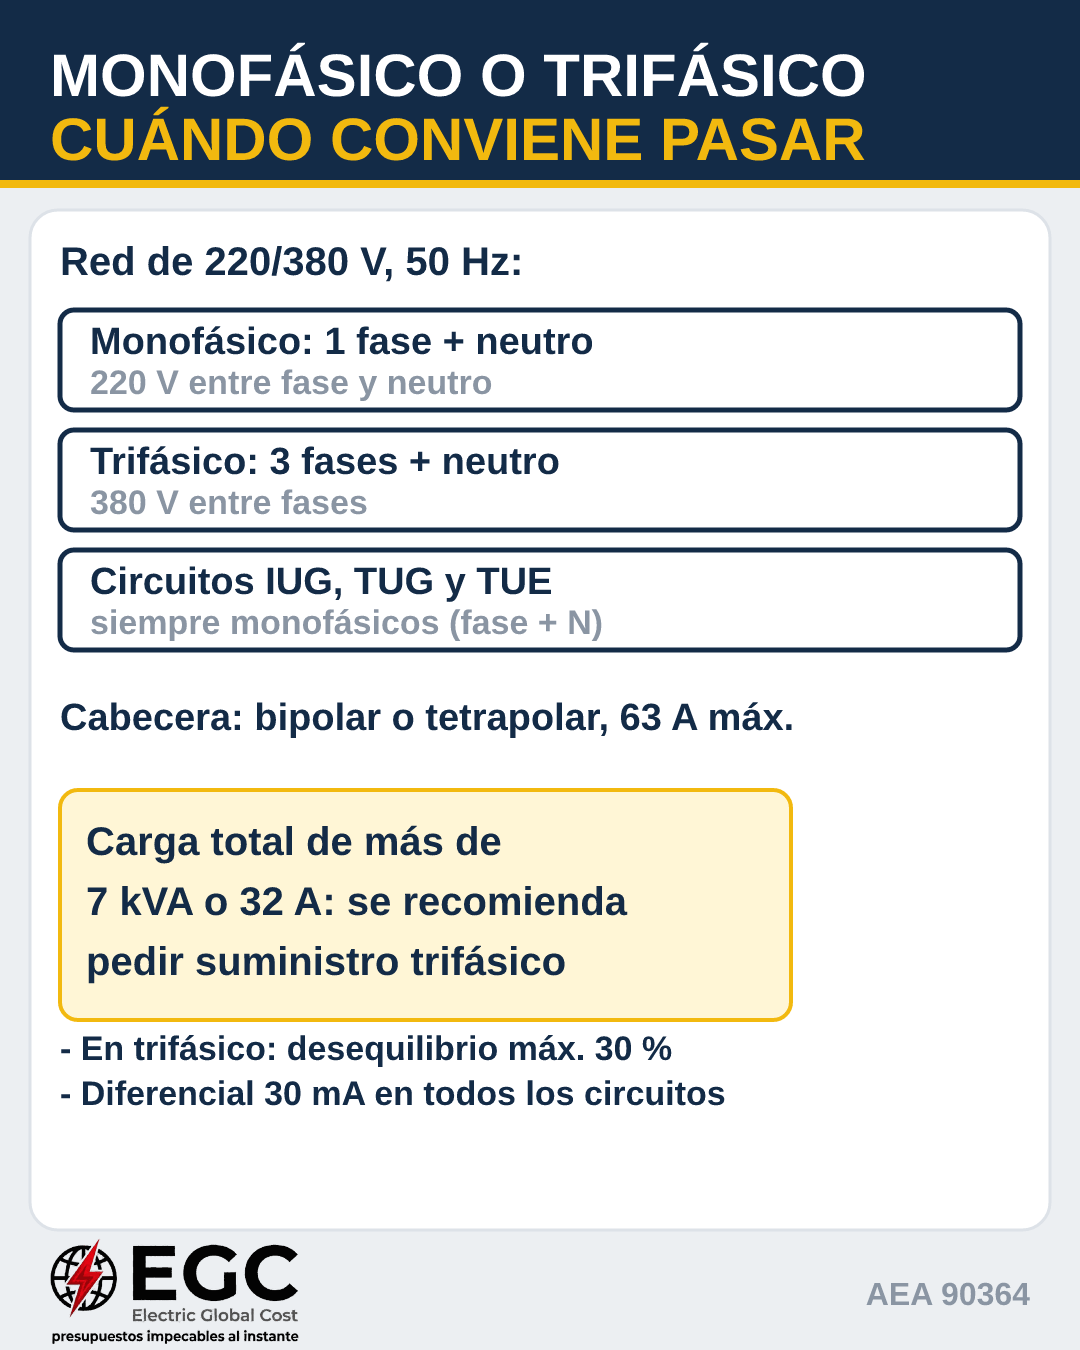 MONOFÁSICO O TRIFÁSICO
CUÁNDO CONVIENE PASAR
Red de 220/380 V, 50 Hz:
Monofásico: 1 fase + neutro
220 V entre fase y neutro
Trifásico: 3 fases + neutro
380 V entre fases
Circuitos IUG, TUG y TUE
siempre monofásicos (fase + N)
Cabecera: bipolar o tetrapolar, 63 A máx.
Carga total de más de
7 kVA o 32 A: se recomienda
pedir suministro trifásico
- En trifásico: desequilibrio máx. 30 %
- Diferencial 30 mA en todos los circuitos
EGC
Electric Global Cost
presupuestos impecables al instante
AEA 90364